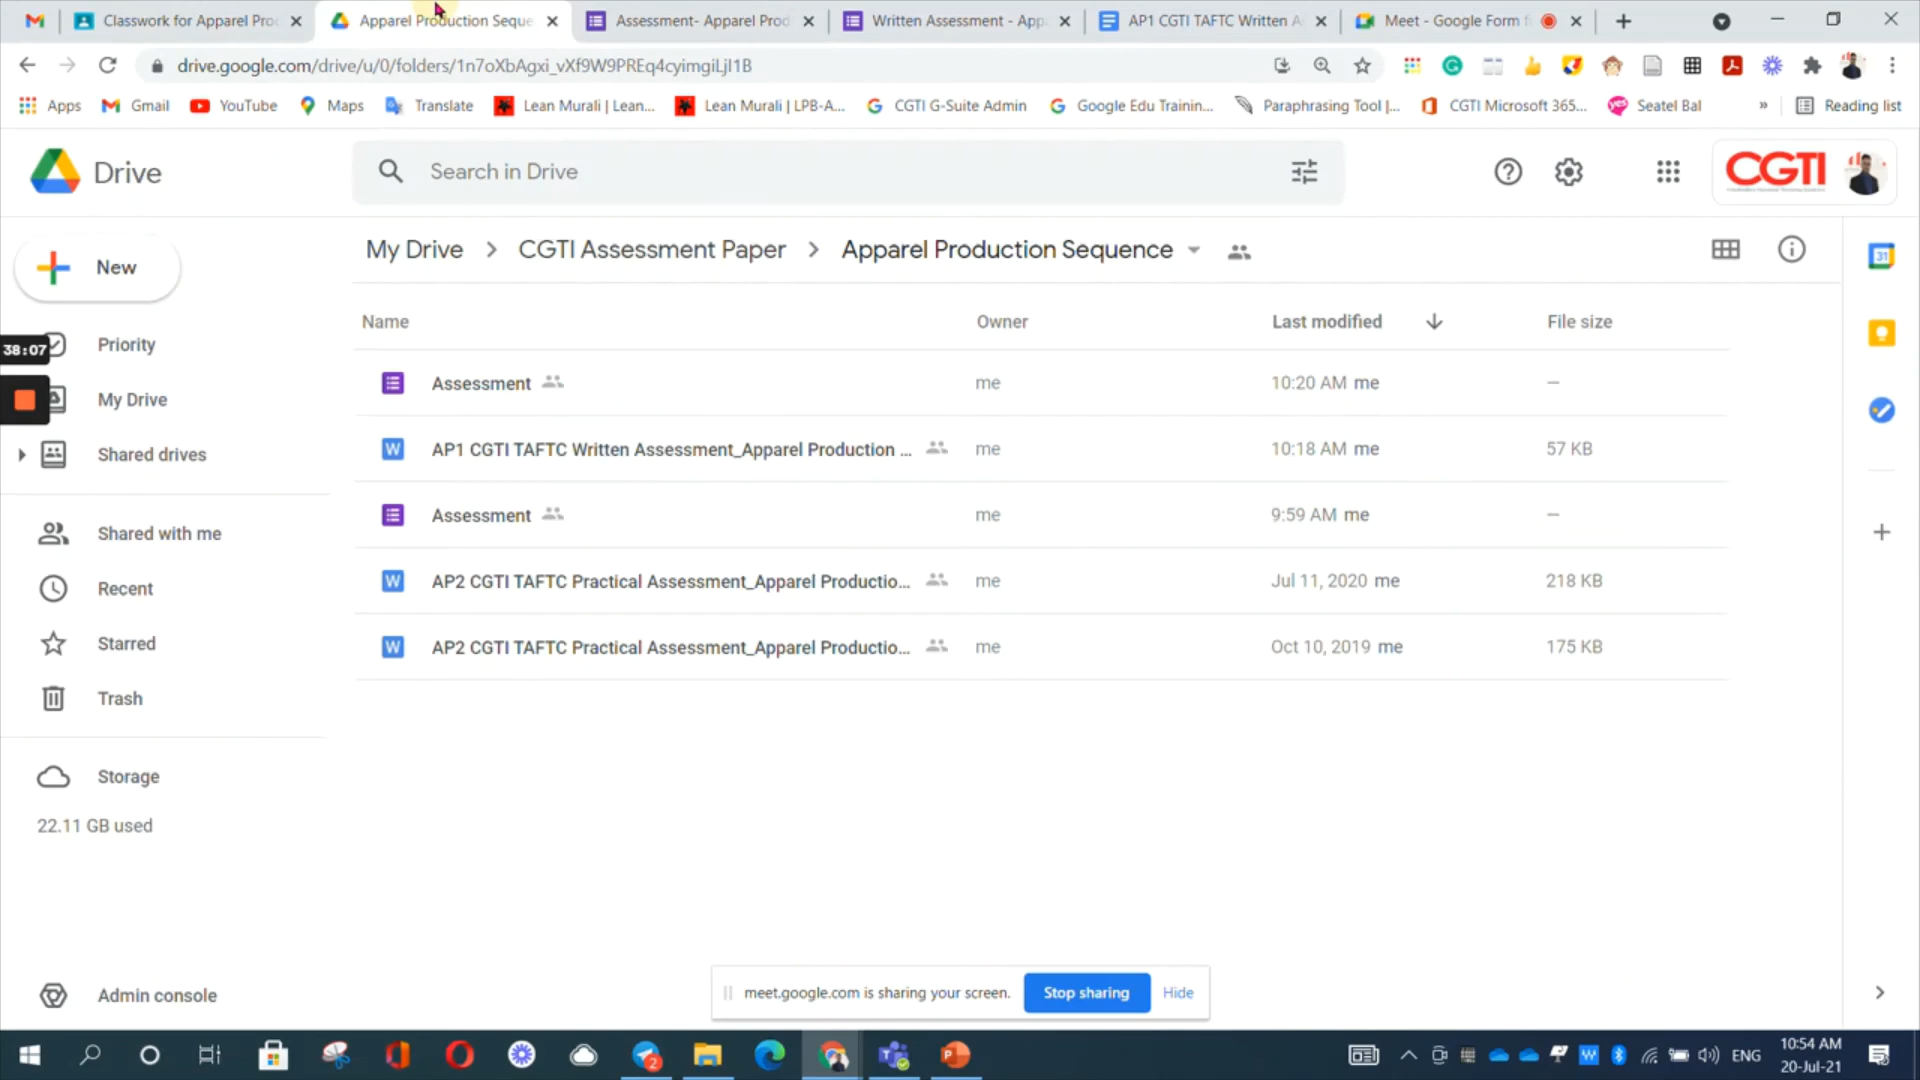 Classwork for Apparel Pro
Apparel Production Seque
Assessment- Apparel Prod
Written Assessment - App
AP1 CGTI TAFTC Written A
Meet - Google Form f
drive.google.com/drive/u/0/folders/1n7oXbAgxi_vXf9W9PREq4cyimgiLjI1B
Apps
Gmail
YouTube
Maps
Translate
Lean Murali | Lean...
Lean Murali | LPB-A...
CGTI G-Suite Admin
Google Edu Trainin...
Paraphrasing Tool |...
CGTI Microsoft 365...
Seatel Bal
»
Reading list
Drive
Search in Drive
CGTI
New
My Drive > CGTI Assessment Paper > Apparel Production Sequence
31
Name Owner Last modified File size
38:07
Priority
My Drive
Shared drives
Shared with me
Recent
Starred
Trash
Storage
22.11 GB used
Admin console
Assessment me 10:20 AM me —
W AP1 CGTI TAFTC Written Assessment_Apparel Production ... me 10:18 AM me 57 KB
Assessment me 9:59 AM me —
W AP2 CGTI TAFTC Practical Assessment_Apparel Productio... me Jul 11, 2020 me 218 KB
W AP2 CGTI TAFTC Practical Assessment_Apparel Productio... me Oct 10, 2019 me 175 KB
meet.google.com is sharing your screen. Stop sharing Hide
2
ENG
10:54 AM
20-Jul-21